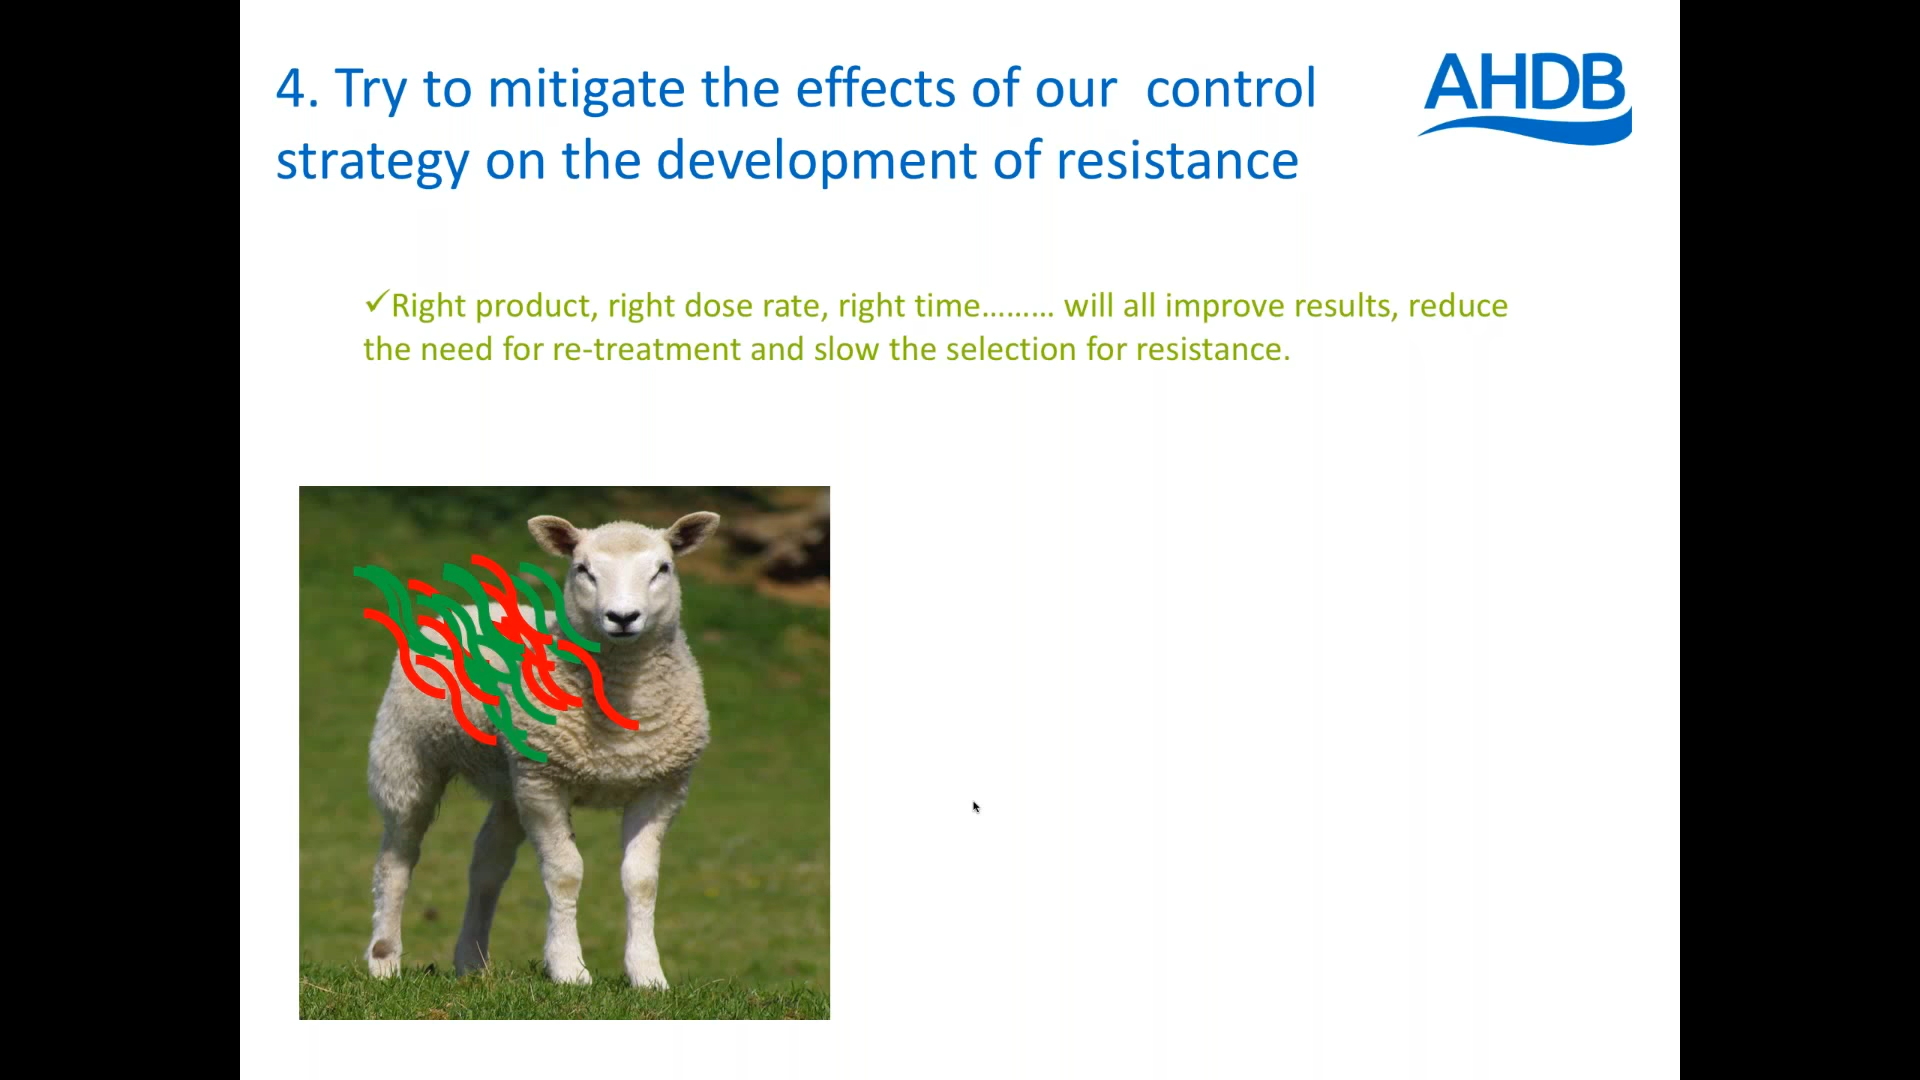 4. Try to mitigate the effects of our  control
strategy on the development of resistance
AHDB
✓Right product, right dose rate, right time……… will all improve results, reduce
the need for re-treatment and slow the selection for resistance.